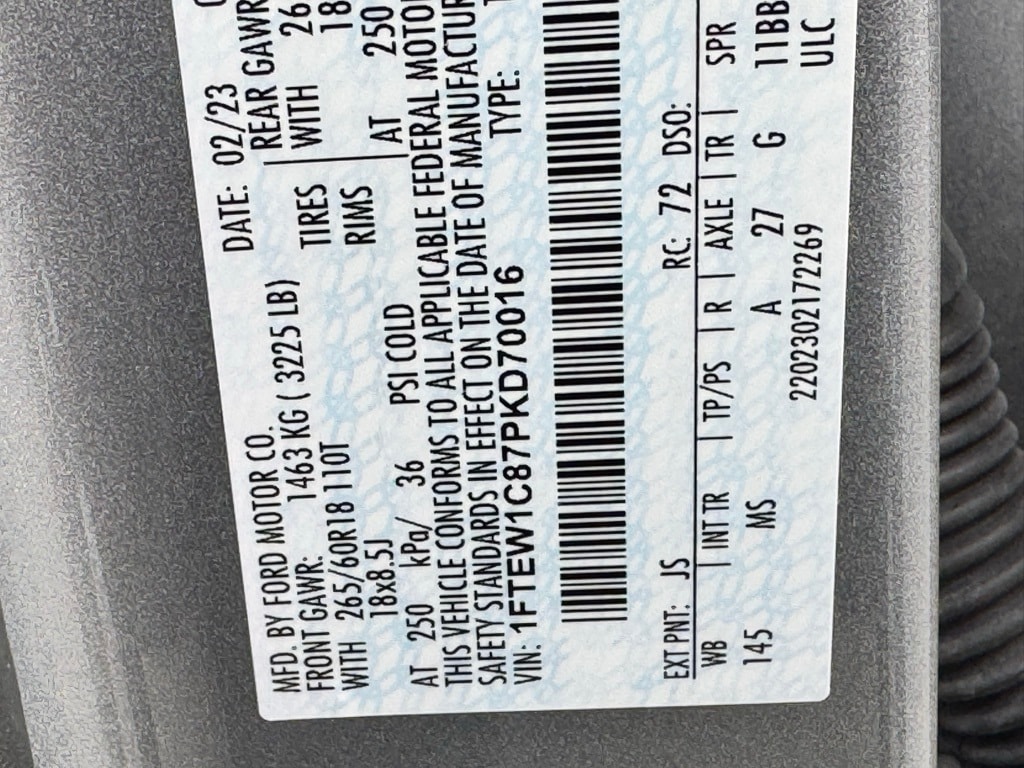 MFD. BY FORD MOTOR CO.
DATE: 02/23
FRONT GAWR: 1463 KG ( 3225 LB)
REAR GAWR
WITH 265/60R18 110T TIRES
WITH 26
18x8.5J RIMS
18
AT 250 kPa/ 36 PSI COLD
AT 250
THIS VEHICLE CONFORMS TO ALL APPLICABLE FEDERAL
SAFETY STANDARDS IN EFFECT ON THE DATE OF
VIN: 1FTEW1C87PKD70016 TYPE:
EXT PNT: JS RC: 72 DSO:
WB | INT TR | TP/PS | R | AXLE | TR | SPR
145 MS A 27 G 11BB
2202302172269 ULC